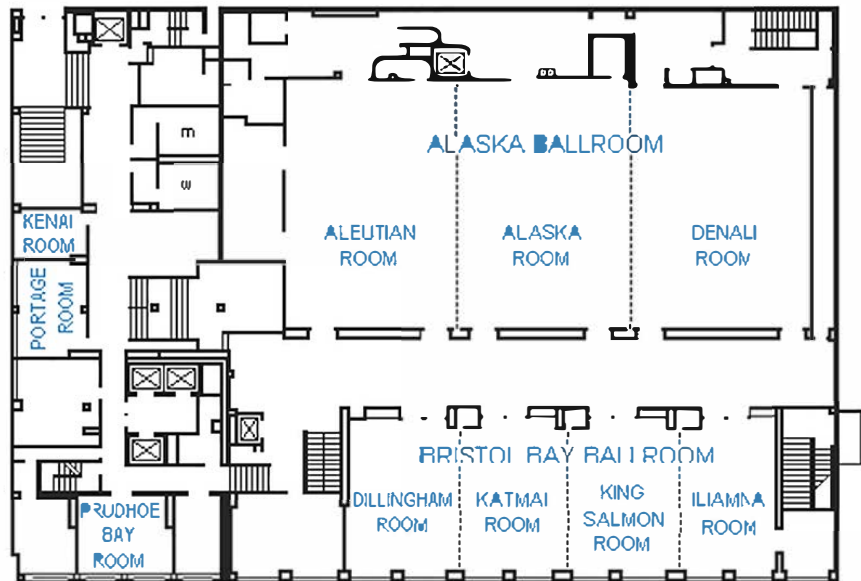 ALASKA BALLROOM
m
w
KENAI
ROOM
ALEUTIAN
ROOM
ALASKA
ROOM
DENALI
ROOM
PORTAGE
ROOM
BRISTOL BAY BALLROOM
DILLINGHAM
ROOM
KATMAI
ROOM
KING
SALMON
ROOM
ILIAMNA
ROOM
PRUDHOE
BAY
ROOM